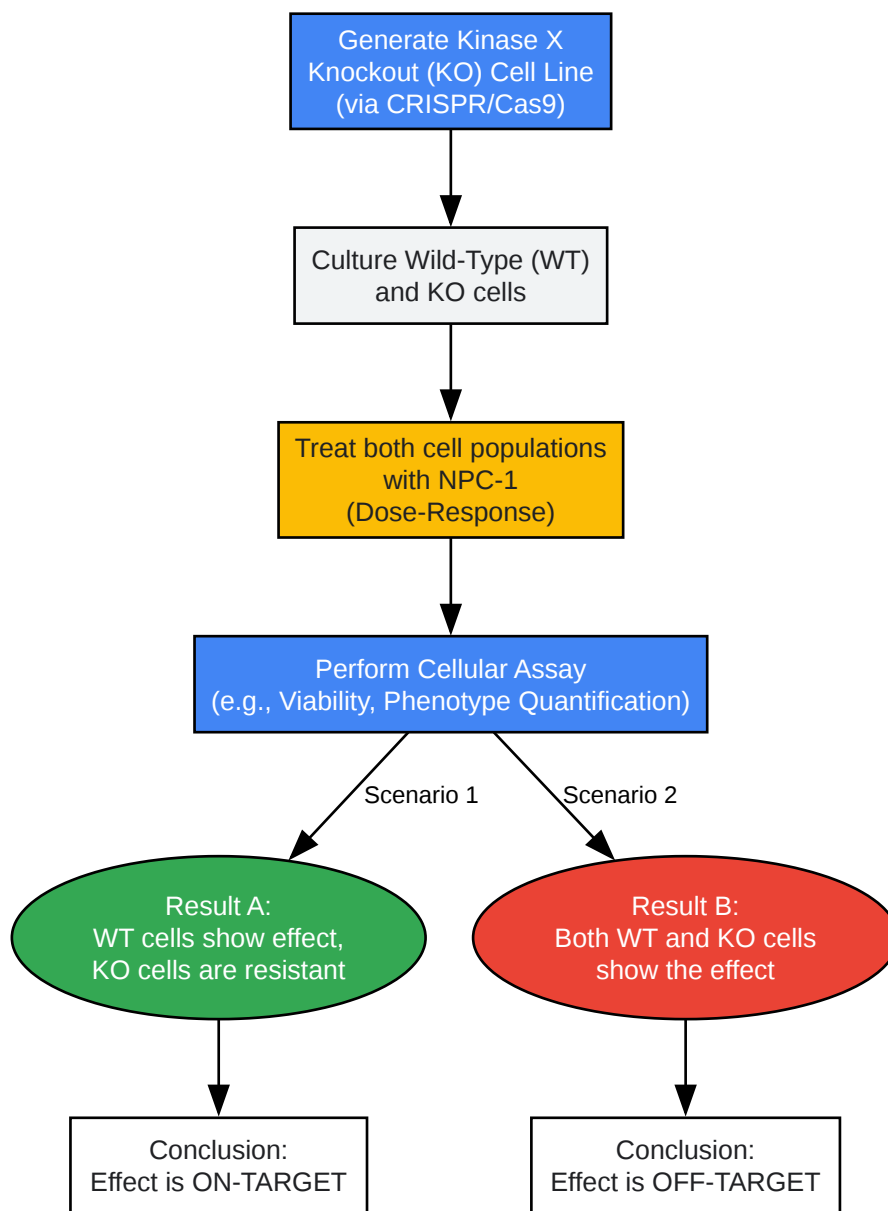 Generate Kinase X
Knockout (KO) Cell Line
(via CRISPR/Cas9)
Culture Wild-Type (WT)
and KO cells
Treat both cell populations
with NPC-1
(Dose-Response)
Perform Cellular Assay
(e.g., Viability, Phenotype Quantification)
Scenario 1
Scenario 2
Result A:
WT cells show effect,
KO cells are resistant
Result B:
Both WT and KO cells
show the effect
Conclusion:
Effect is ON-TARGET
Conclusion:
Effect is OFF-TARGET